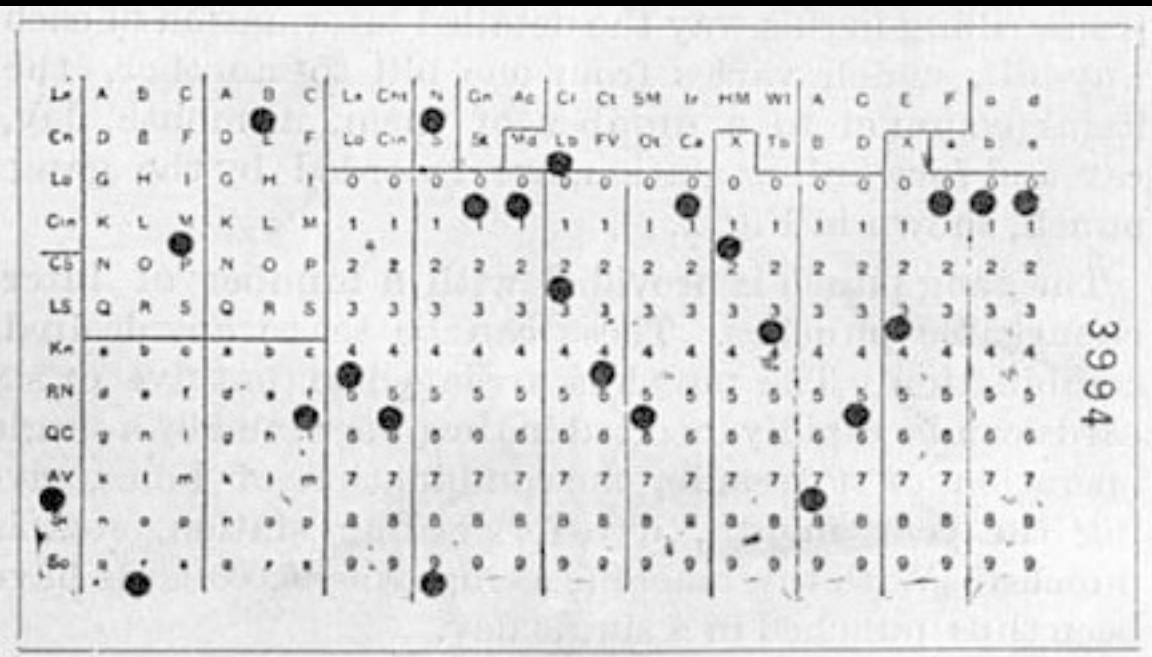 La A B C A B C La Cnt N Gn Ac Ci Ct SM Ir HM WI A C E F a d
Cn D B F D L F Lo Cin S St Md Lb FV Ot Ca X Tb B D X a b e
Lo G H I G H I 0 0 0 0 0 0 0 0 0 0 0 0 0 0 0 0 0
Cin K L M K L M 1 1 1 1 1 1 1 1 1 1 1 1 1 1 1 1 1
CS N O P N O P 2 2 2 2 2 2 2 2 2 2 2 2 2 2 2 2 2
LS Q R S Q R S 3 3 3 3 3 3 3 3 3 3 3 3 3 3 3 3 3
Kn a b c a b c 4 4 4 4 4 4 4 4 4 4 4 4 4 4 4 4 4
RN d e f d e f 5 5 5 5 5 5 5 5 5 5 5 5 5 5 5 5 5
QC g h g h 6 6 6 6 6 6 6 6 6 6 6 6 6 6 6 6 6
AV k l m k l m 7 7 7 7 7 7 7 7 7 7 7 7 7 7 7 7 7
n o p n o p 8 8 8 8 8 8 8 8 8 8 8 8 8 8 8 8 8
So q r s q r s 9 9 9 9 9 9 9 9 9 9 9 9 9 9 9 9 9
3994